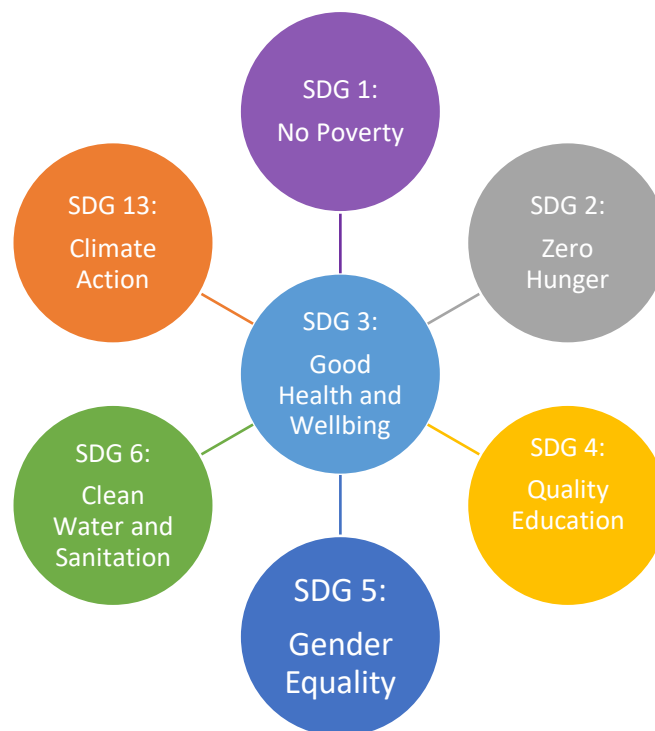 SDG 1:
No Poverty
SDG 13:
Climate
Action
SDG 2:
Zero
Hunger
SDG 3:
Good
Health and
Wellbing
SDG 6:
Clean
Water and
Sanitation
SDG 4:
Quality
Education
SDG 5:
Gender
Equality